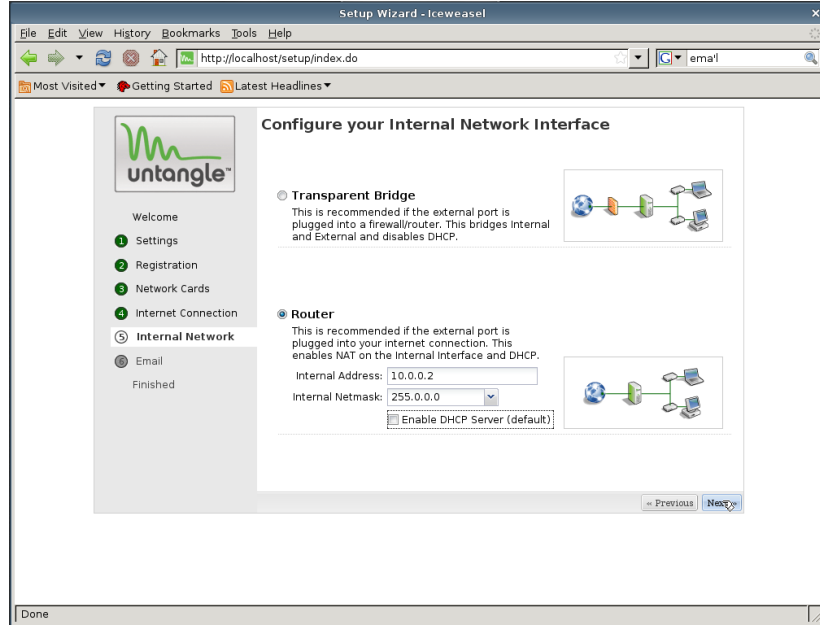 Setup Wizard - Iceweasel
File Edit View History Bookmarks Tools Help
http://localhost/setup/index.do
G
ema'l
Most Visited
Getting Started
Latest Headlines
Configure your Internal Network Interface
untangle™
Welcome
1 Settings
2 Registration
3 Network Cards
4 Internet Connection
5 Internal Network
6 Email
Finished
Transparent Bridge
This is recommended if the external port is
plugged into a firewall/router. This bridges Internal
and External and disables DHCP.
Router
This is recommended if the external port is
plugged into your internet connection. This
enables NAT on the Internal Interface and DHCP.
Internal Address: 10.0.0.2
Internal Netmask: 255.0.0.0
Enable DHCP Server (default)
« Previous
Next »
Done